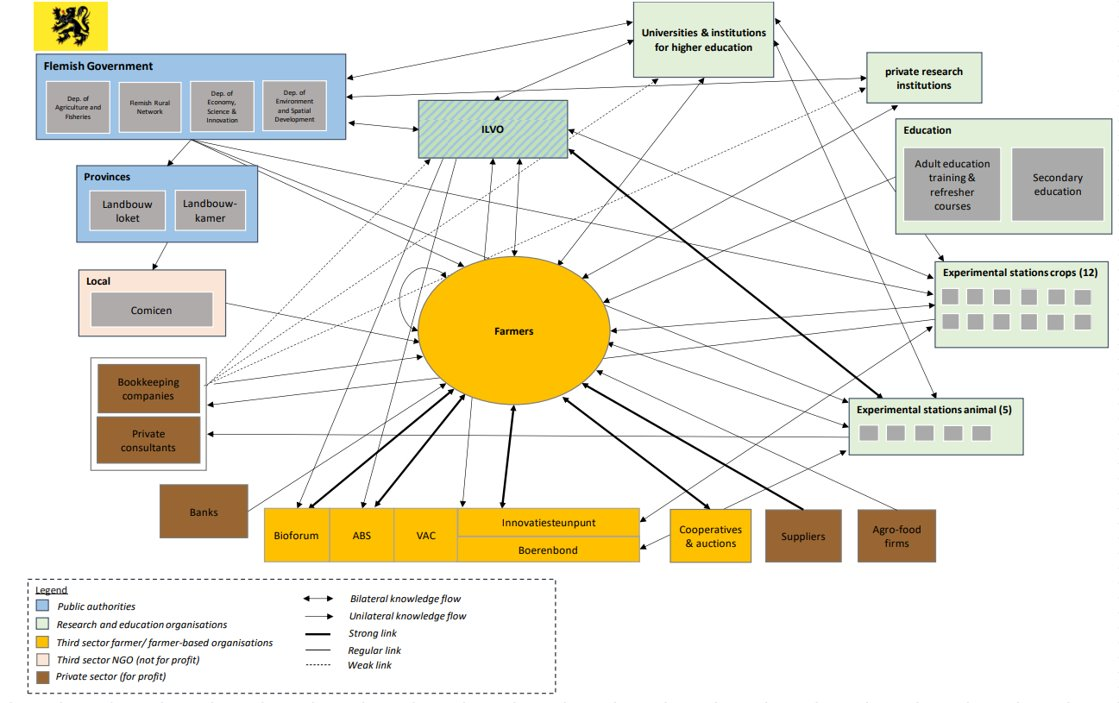 Flemish Government
Dep. of
Agriculture and
Fisheries
Flemish Rural
Network
Dep. of
Economy,
Science &
Innovation
Dep. of
Environment
and Spatial
Development
Universities & institutions
for higher education
private research
institutions
ILVO
Education
Adult education
training &
refresher
courses
Secondary
education
Provinces
Landbouw
loket
Landbouw-
kamer
Local
Comicen
Experimental stations crops (12)
Farmers
Bookkeeping
companies
Private
consultants
Experimental stations animal (5)
Banks
Bioforum
ABS
VAC
Innovatiesteunpunt
Boerenbond
Cooperatives
& auctions
Suppliers
Agro-food
firms
Legend
Public authorities
Research and education organisations
Third sector farmer/ farmer-based organisations
Third sector NGO (not for profit)
Private sector (for profit)
Bilateral knowledge flow
Unilateral knowledge flow
Strong link
Regular link
Weak link